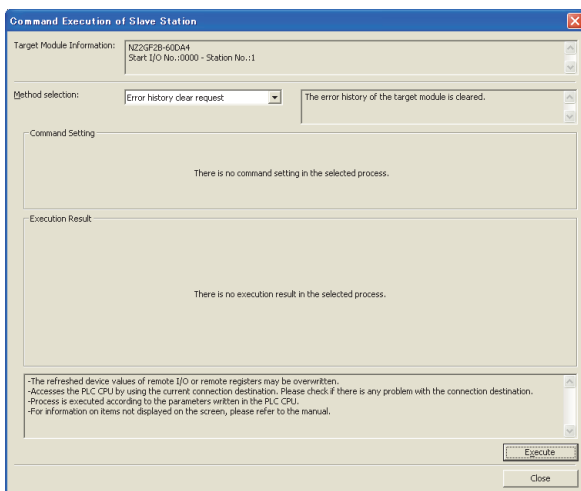 Command Execution of Slave Station
Target Module Information:
NZ2GF2B-60DA4
Start I/O No.:0000 - Station No.:1
Method selection:
Error history clear request
The error history of the target module is cleared.
Command Setting
There is no command setting in the selected process.
Execution Result
There is no execution result in the selected process.
-The refreshed device values of remote I/O or remote registers may be overwritten.
-Accesses the PLC CPU by using the current connection destination. Please check if there is any problem with the connection destination.
-Process is executed according to the parameters written in the PLC CPU.
-For information on items not displayed on the screen, please refer to the manual.
Execute
Close